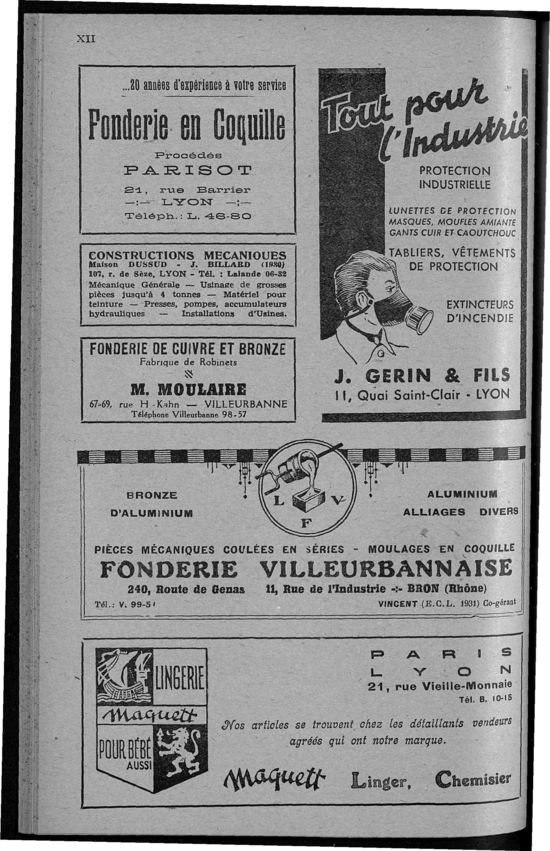 XII
...20 années d'expérience à votre service
Fonderie en Coquille
Procédés
PARISOT
21, rue Barrier
—:— LYON —:—
Téléph.: L. 46-80
CONSTRUCTIONS MECANIQUES
Maison DUSSUD - J. BILLARD (1930)
107, r. de Sèze, LYON - Tél. : Lalande 06-32
Mécanique Générale — Usinage de grosses
pièces jusqu'à 4 tonnes — Matériel pour
teinture — Presses, pompes, accumulateurs
hydrauliques — Installations d'Usines.
FONDERIE DE CUIVRE ET BRONZE
Fabrique de Robinets
M. MOULAIRE
67-69, rue H.-Kahn — VILLEURBANNE
Téléphone Villeurbanne 98-57
Tout pour
l'Industrie
PROTECTION
INDUSTRIELLE
LUNETTES DE PROTECTION
MASQUES, MOUFLES AMIANTE
GANTS CUIR ET CAOUTCHOUC
TABLIERS, VÊTEMENTS
DE PROTECTION
EXTINCTEURS
D'INCENDIE
J. GERIN & FILS
11, Quai Saint-Clair - LYON
BRONZE
D'ALUMINIUM
L V
F
ALUMINIUM
ALLIAGES DIVERS
PIÈCES MÉCANIQUES COULÉES EN SÉRIES - MOULAGES EN COQUILLE
FONDERIE VILLEURBANNAISE
240, Route de Genas 11, Rue de l'Industrie -:- BRON (Rhône)
Tél.: V. 99-51 VINCENT (E.C.L. 1931) Co-gérant
LINGERIE
Maquett
POUR BÉBÉ
AUSSI
PARIS
LYON
21, rue Vieille-Monnaie
Tél. B. 10-15
Nos articles se trouvent chez les détaillants vendeurs
agréés qui ont notre marque.
Maquett Linger, Chemisier